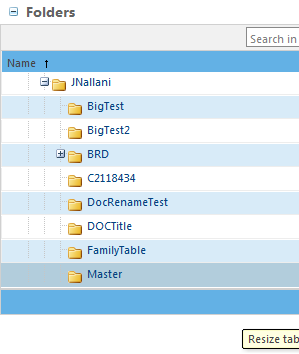 Folders
Search in
Name
JNallani
BigTest
BigTest2
BRD
C2118434
DocRenameTest
DOCTitle
FamilyTable
Master
Resize tab